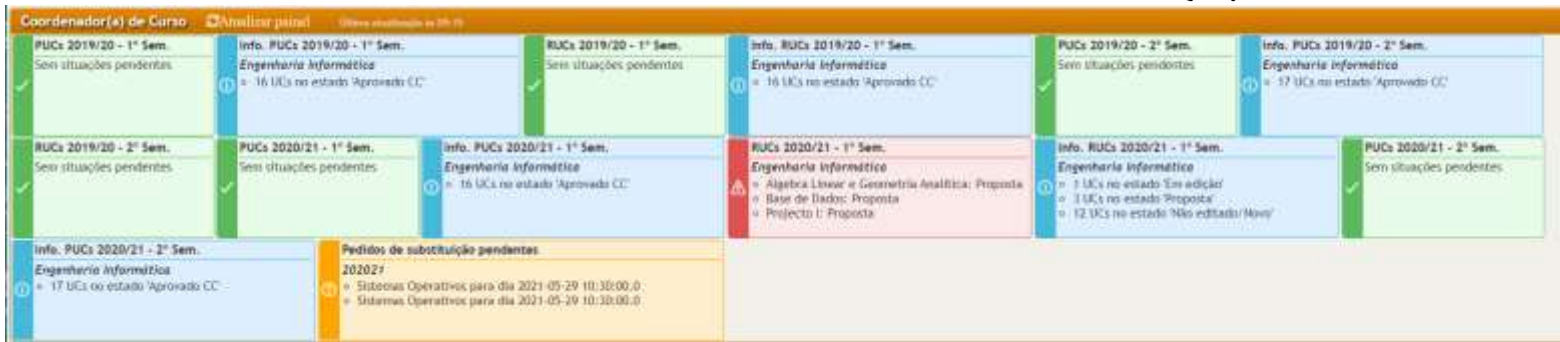 Coordenador(a) de Curso Atualizar painel Última atualização às 09:19
PUCs 2019/20 - 1º Sem.
Sem situações pendentes
Info. PUCs 2019/20 - 1º Sem.
Engenharia Informática
16 UCs no estado 'Aprovado CC'
RUCs 2019/20 - 1º Sem.
Sem situações pendentes
Info. RUCs 2019/20 - 1º Sem.
Engenharia Informática
16 UCs no estado 'Aprovado CC'
PUCs 2019/20 - 2º Sem.
Sem situações pendentes
Info. PUCs 2019/20 - 2º Sem.
Engenharia Informática
17 UCs no estado 'Aprovado CC'
RUCs 2019/20 - 2º Sem.
Sem situações pendentes
PUCs 2020/21 - 1º Sem.
Sem situações pendentes
Info. PUCs 2020/21 - 1º Sem.
Engenharia Informática
16 UCs no estado 'Aprovado CC'
RUCs 2020/21 - 1º Sem.
Engenharia Informática
Algebra Linear e Geometria Analítica: Proposta
Base de Dados: Proposta
Projecto I: Proposta
Info. RUCs 2020/21 - 1º Sem.
Engenharia Informática
1 UCs no estado 'Em edição'
3 UCs no estado 'Proposta'
12 UCs no estado 'Não editado/Novo'
PUCs 2020/21 - 2º Sem.
Sem situações pendentes
Info. PUCs 2020/21 - 2º Sem.
Engenharia Informática
17 UCs no estado 'Aprovado CC'
Pedidos de substituição pendentes
202021
Sistemas Operativos para dia 2021-05-29 10:30:00.0
Sistemas Operativos para dia 2021-05-29 10:30:00.0